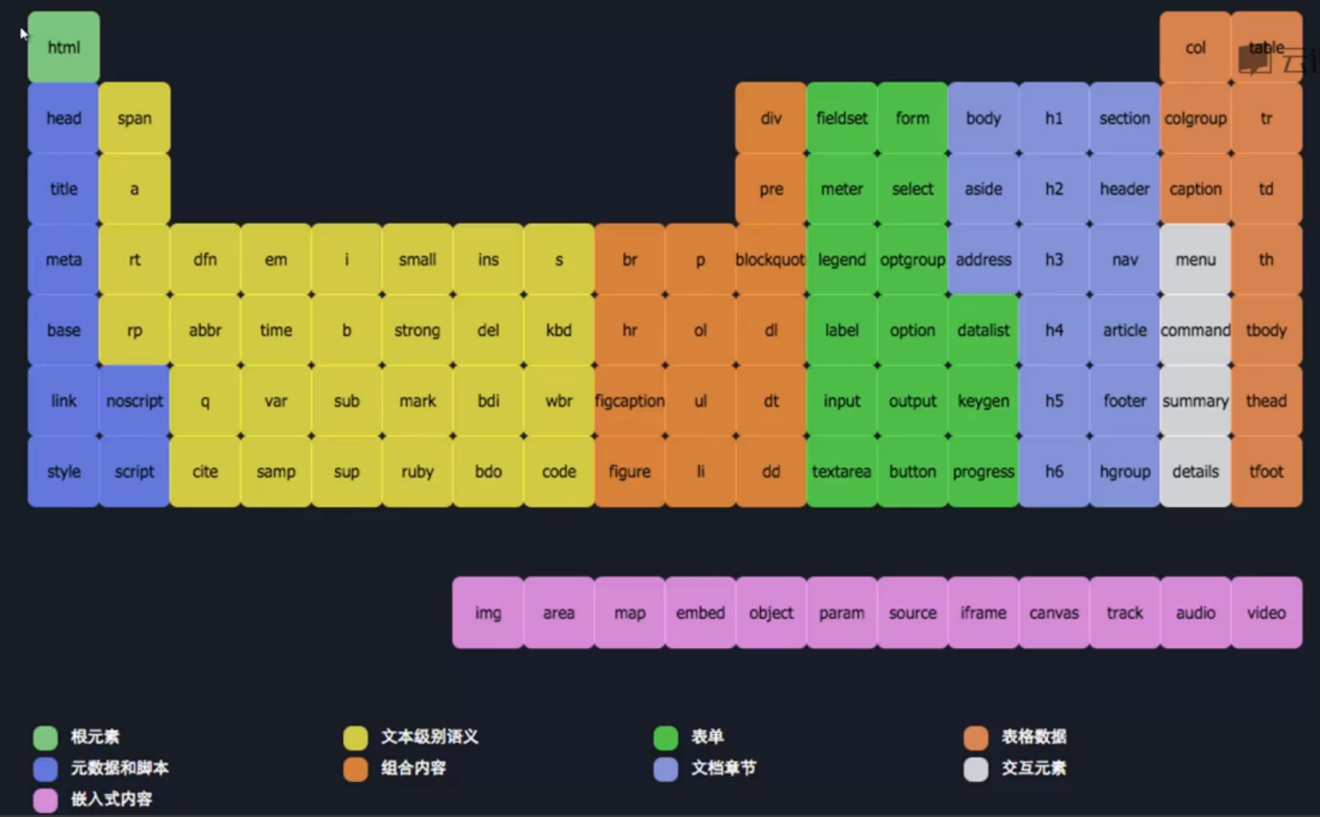 html col table
head span div fieldset form body h1 section colgroup tr
title a pre meter select aside h2 header caption td
meta rt dfn em i small ins s br p blockquot legend optgroup address h3 nav menu th
base rp abbr time b strong del kbd hr ol dl label option datalist h4 article command tbody
link noscript q var sub mark bdi wbr figcaption ul dt input output keygen h5 footer summary thead
style script cite samp sup ruby bdo code figure li dd textarea button progress h6 hgroup details tfoot
img area map embed object param source iframe canvas track audio video
根元素 文本级别语义 表单 表格数据
元数据和脚本 组合内容 文档章节 交互元素
嵌入式内容